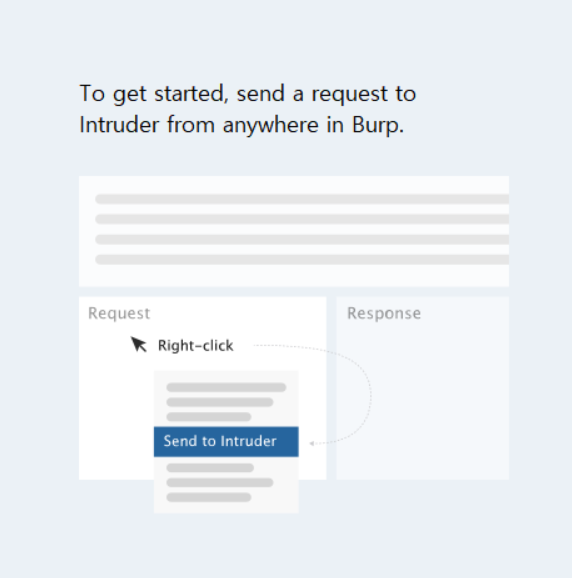 To get started, send a request to
Intruder from anywhere in Burp.
Request
Response
Right-click
Send to Intruder